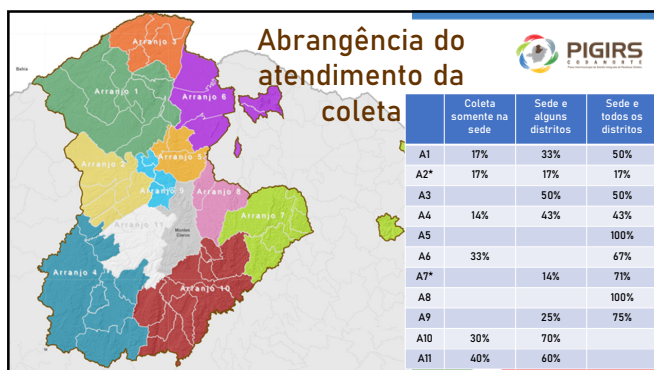 Abrangência do
atendimento da
coleta
PIGIRS
CODANORTE
Bahia
Arranjo 3
Arranjo 1
Arranjo 6
Arranjo 2
Arranjo 5
Arranjo 9
Arranjo 8
Arranjo 7
Arranjo 11
Montes
Claros
Arranjo 4
Arranjo 10
Coleta somente na sede | Sede e alguns distritos | Sede e todos os distritos
A1 17% 33% 50%
A2* 17% 17% 17%
A3 50% 50%
A4 14% 43% 43%
A5 100%
A6 33% 67%
A7* 14% 71%
A8 100%
A9 25% 75%
A10 30% 70%
A11 40% 60%